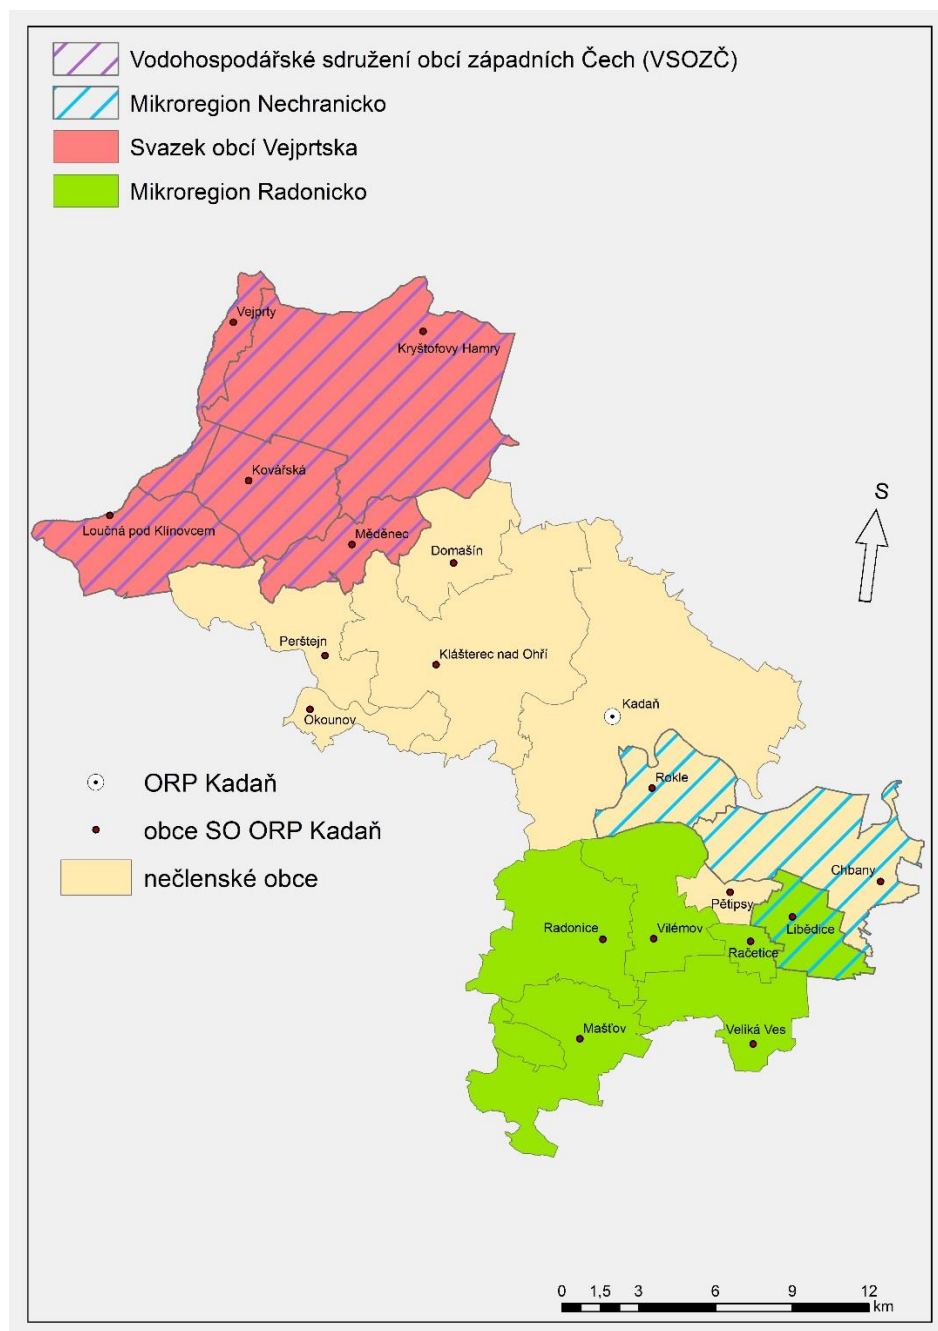 Vodohospodářské sdružení obcí západních Čech (VSOZČ)
Mikroregion Nechranicko
Svazek obcí Vejprtska
Mikroregion Radonicko
Vejprty
Kryštofovy Hamry
Kovářská
S
Loučná pod Klínovcem
Měděnec
Domašín
Perštejn
Klášterec nad Ohří
Kadaň
Okounov
Rokle
ORP Kadaň
obce SO ORP Kadaň
nečlenské obce
Chbany
Pětipsy
Radonice
Vilémov
Libědice
Račetice
Mašťov
Veliká Ves
0 1,5 3 6 9 12
km